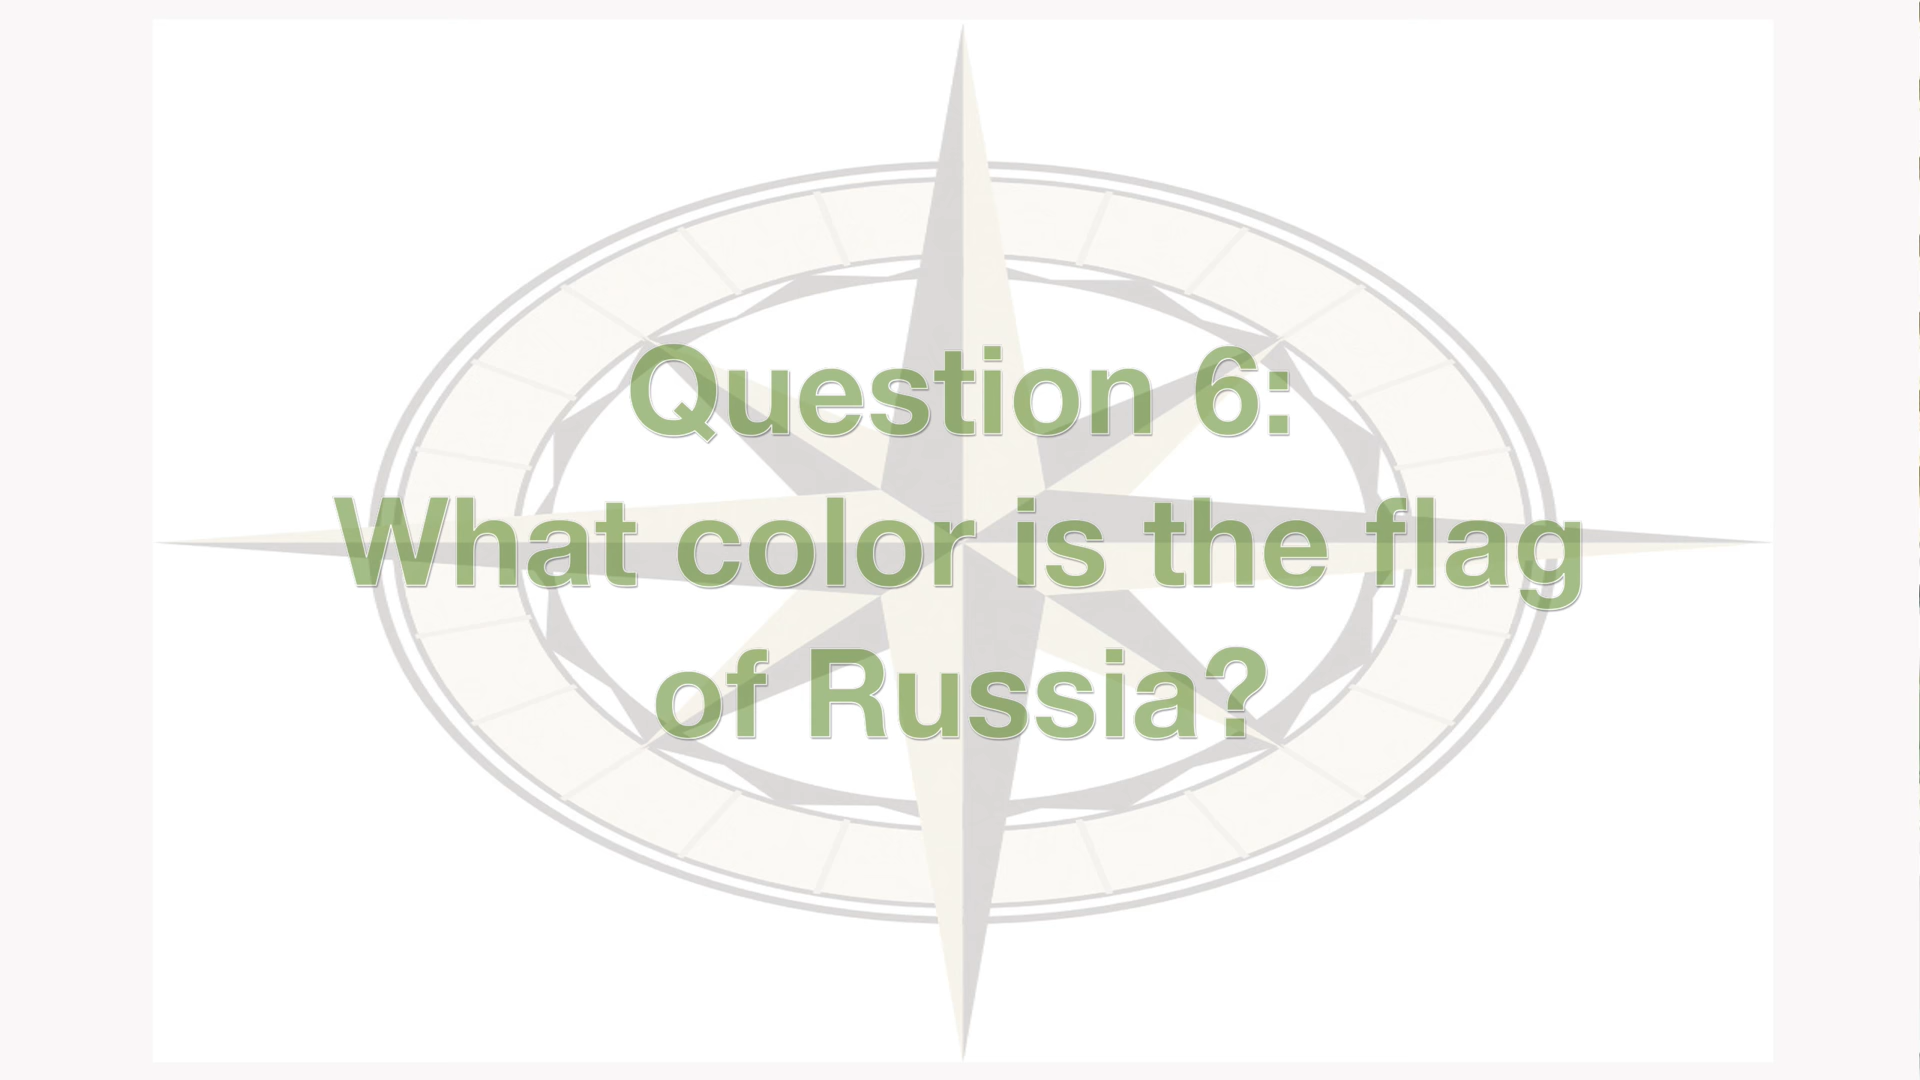 Question 6:
What color is the flag
of Russia?